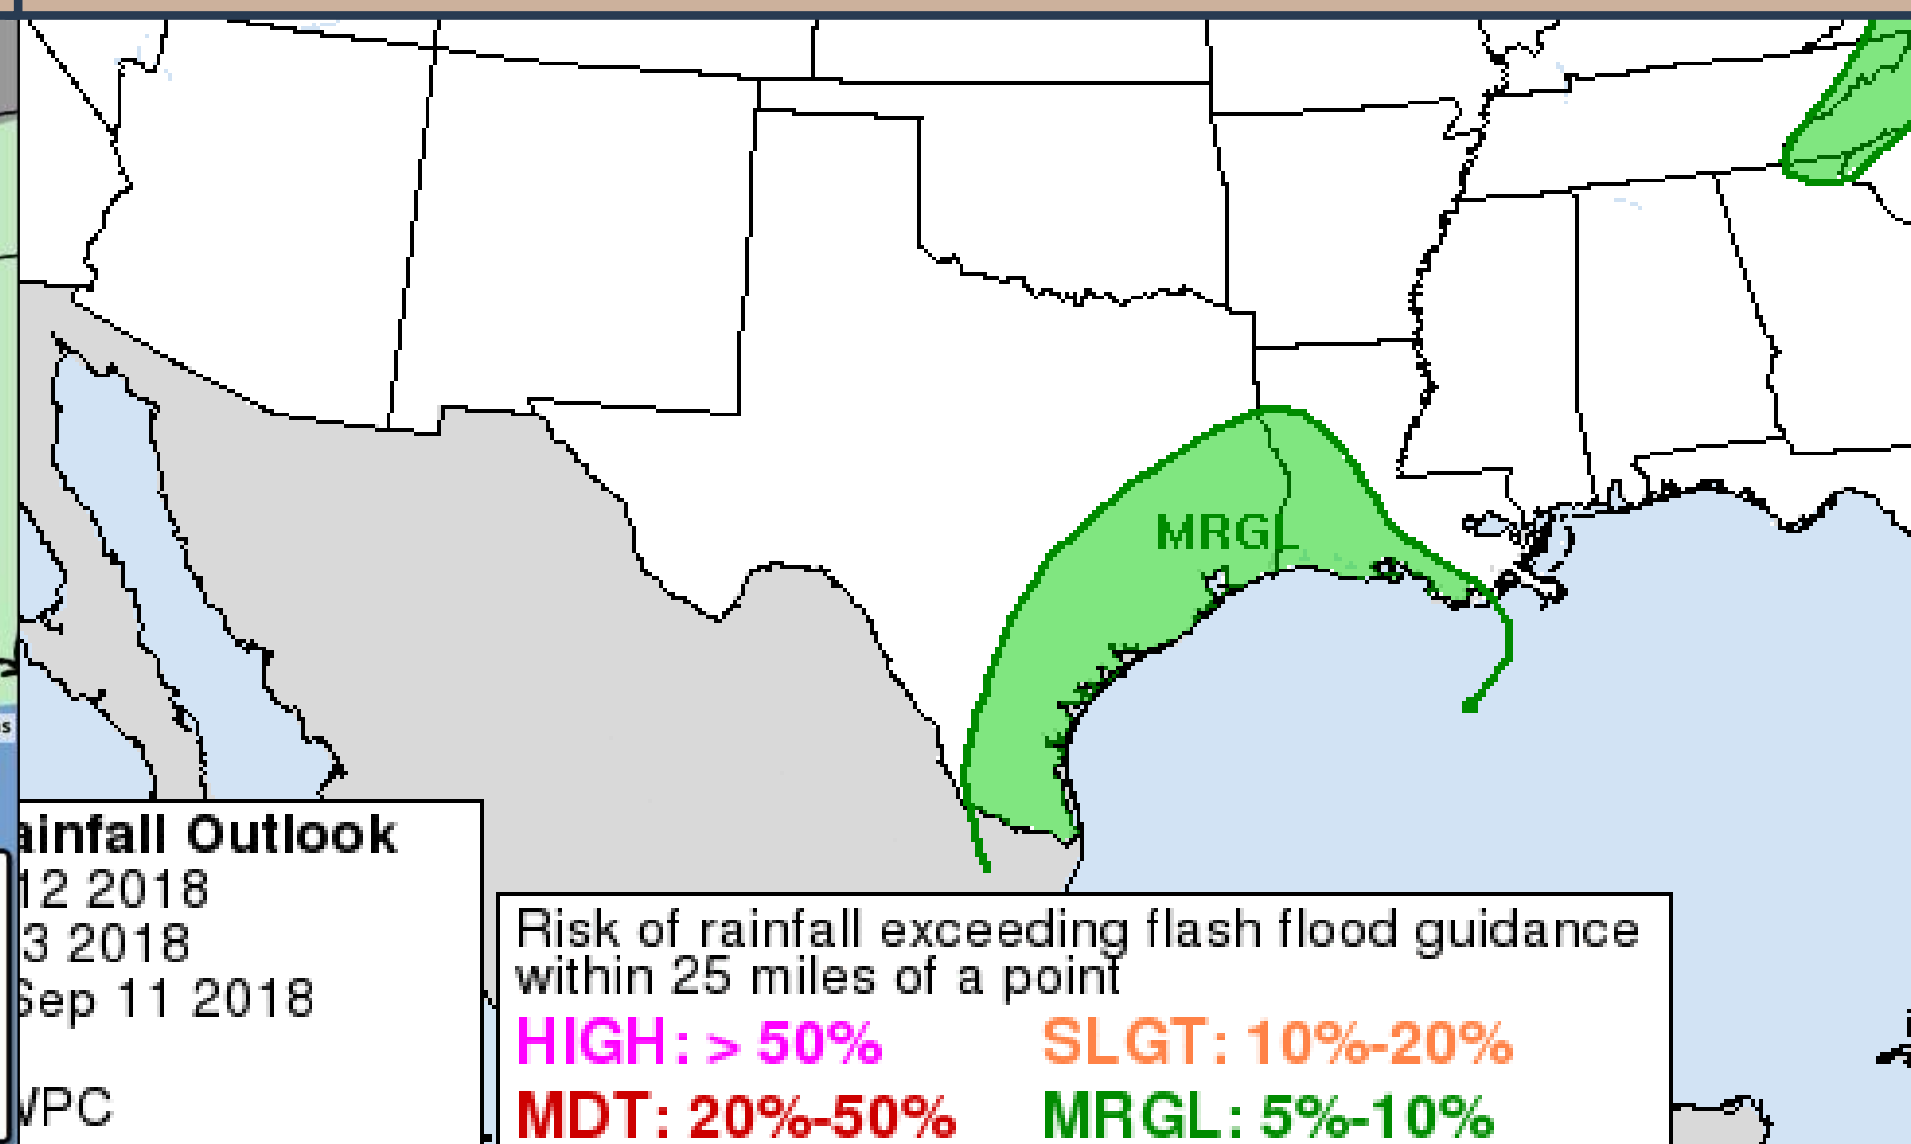 MRGL
ainfall Outlook
12 2018
3 2018
Sep 11 2018
WPC
Risk of rainfall exceeding flash flood guidance
within 25 miles of a point
HIGH: > 50%
SLGT: 10%-20%
MDT: 20%-50%
MRGL: 5%-10%